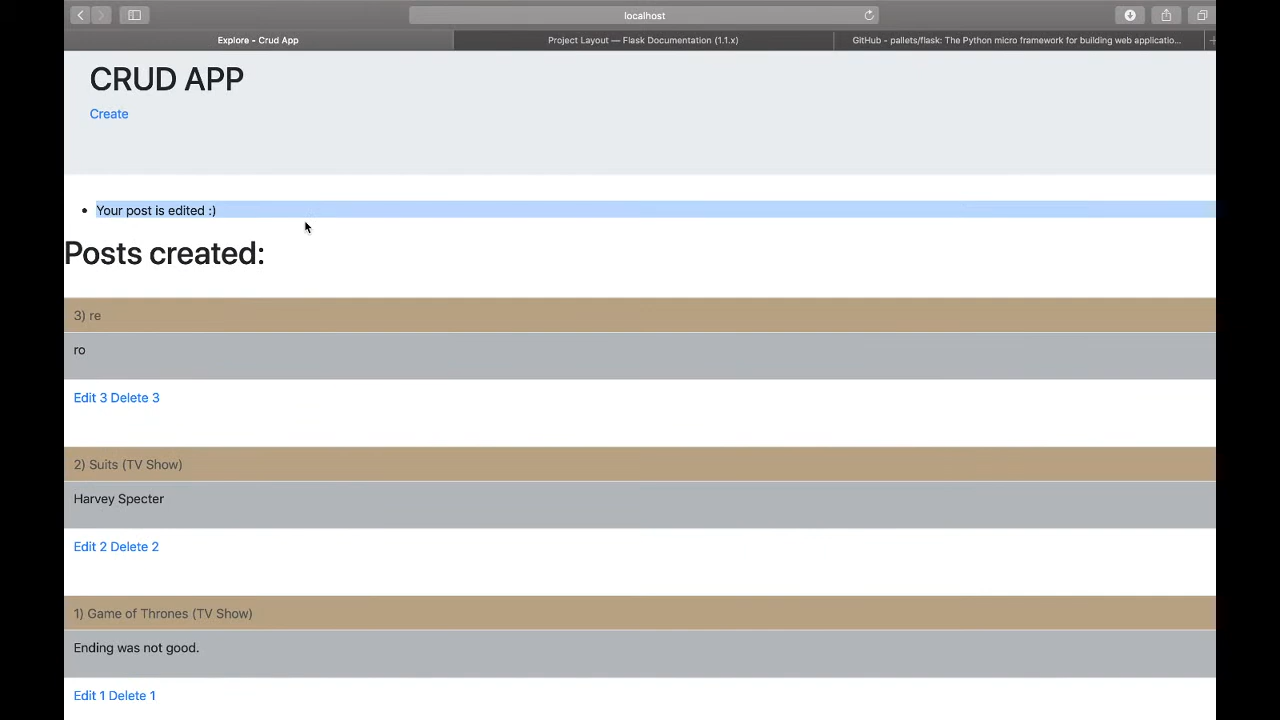 localhost
Explore - Crud App
Project Layout — Flask Documentation (1.1.x)
GitHub - pallets/flask: The Python micro framework for building web applicatio...
CRUD APP
Create
• Your post is edited :)
Posts created:
3) re
ro
Edit 3 Delete 3
2) Suits (TV Show)
Harvey Specter
Edit 2 Delete 2
1) Game of Thrones (TV Show)
Ending was not good.
Edit 1 Delete 1